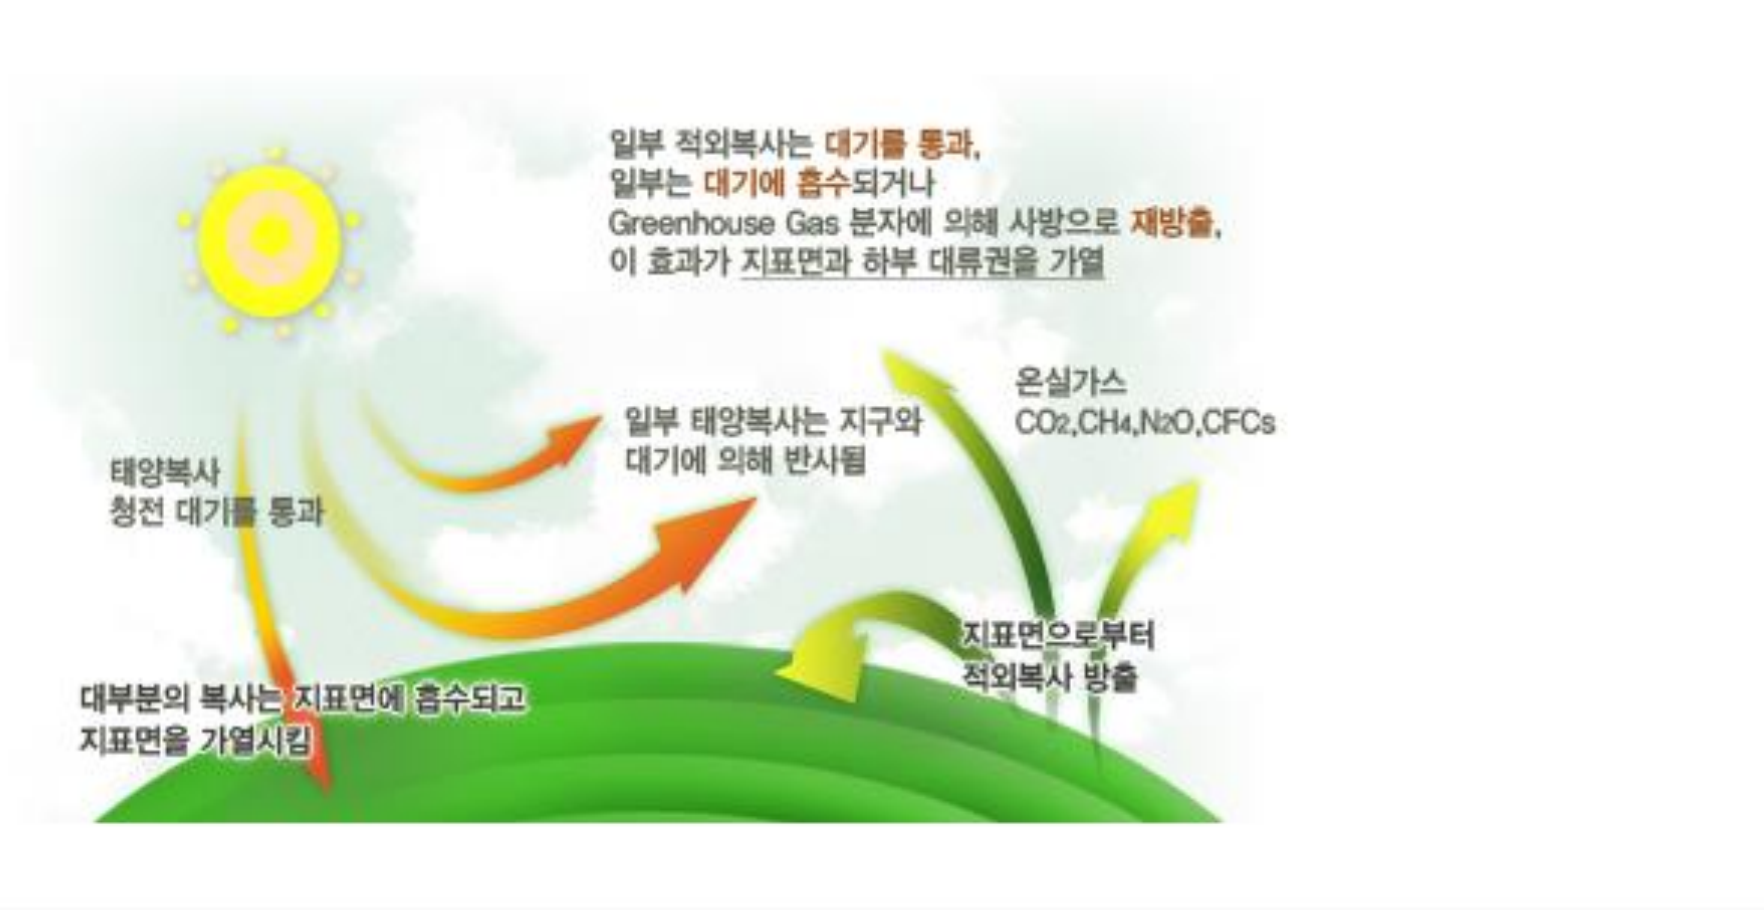 일부 적외복사는 대기를 통과,
일부는 대기에 흡수되거나
Greenhouse Gas 분자에 의해 사방으로 재방출,
이 효과가 지표면과 하부 대류권을 가열
온실가스
CO2,CH4,N2O,CFCs
일부 태양복사는 지구와
대기에 의해 반사됨
태양복사
청전 대기를 통과
지표면으로부터
적외복사 방출
대부분의 복사는 지표면에 흡수되고
지표면을 가열시킴